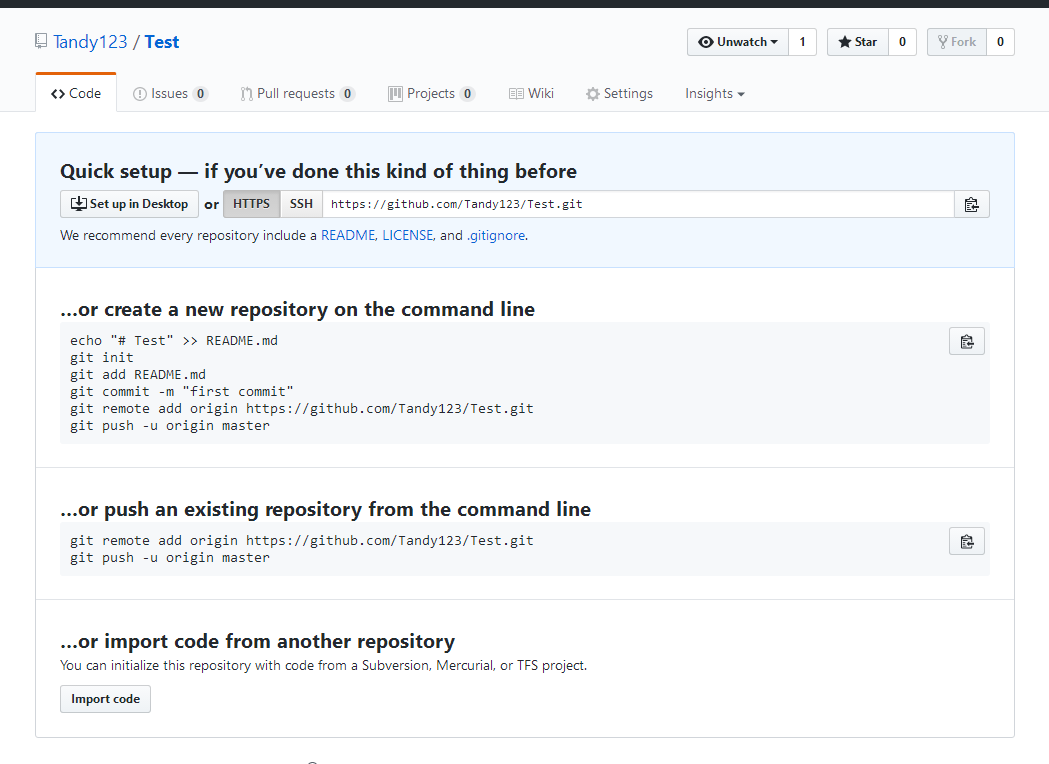 Tandy123 / Test
Unwatch 1 Star 0 Fork 0
Code Issues 0 Pull requests 0 Projects 0 Wiki Settings Insights
Quick setup — if you’ve done this kind of thing before
Set up in Desktop or HTTPS SSH https://github.com/Tandy123/Test.git
We recommend every repository include a README, LICENSE, and .gitignore.
…or create a new repository on the command line
echo "# Test" >> README.md
git init
git add README.md
git commit -m "first commit"
git remote add origin https://github.com/Tandy123/Test.git
git push -u origin master
…or push an existing repository from the command line
git remote add origin https://github.com/Tandy123/Test.git
git push -u origin master
…or import code from another repository
You can initialize this repository with code from a Subversion, Mercurial, or TFS project.
Import code